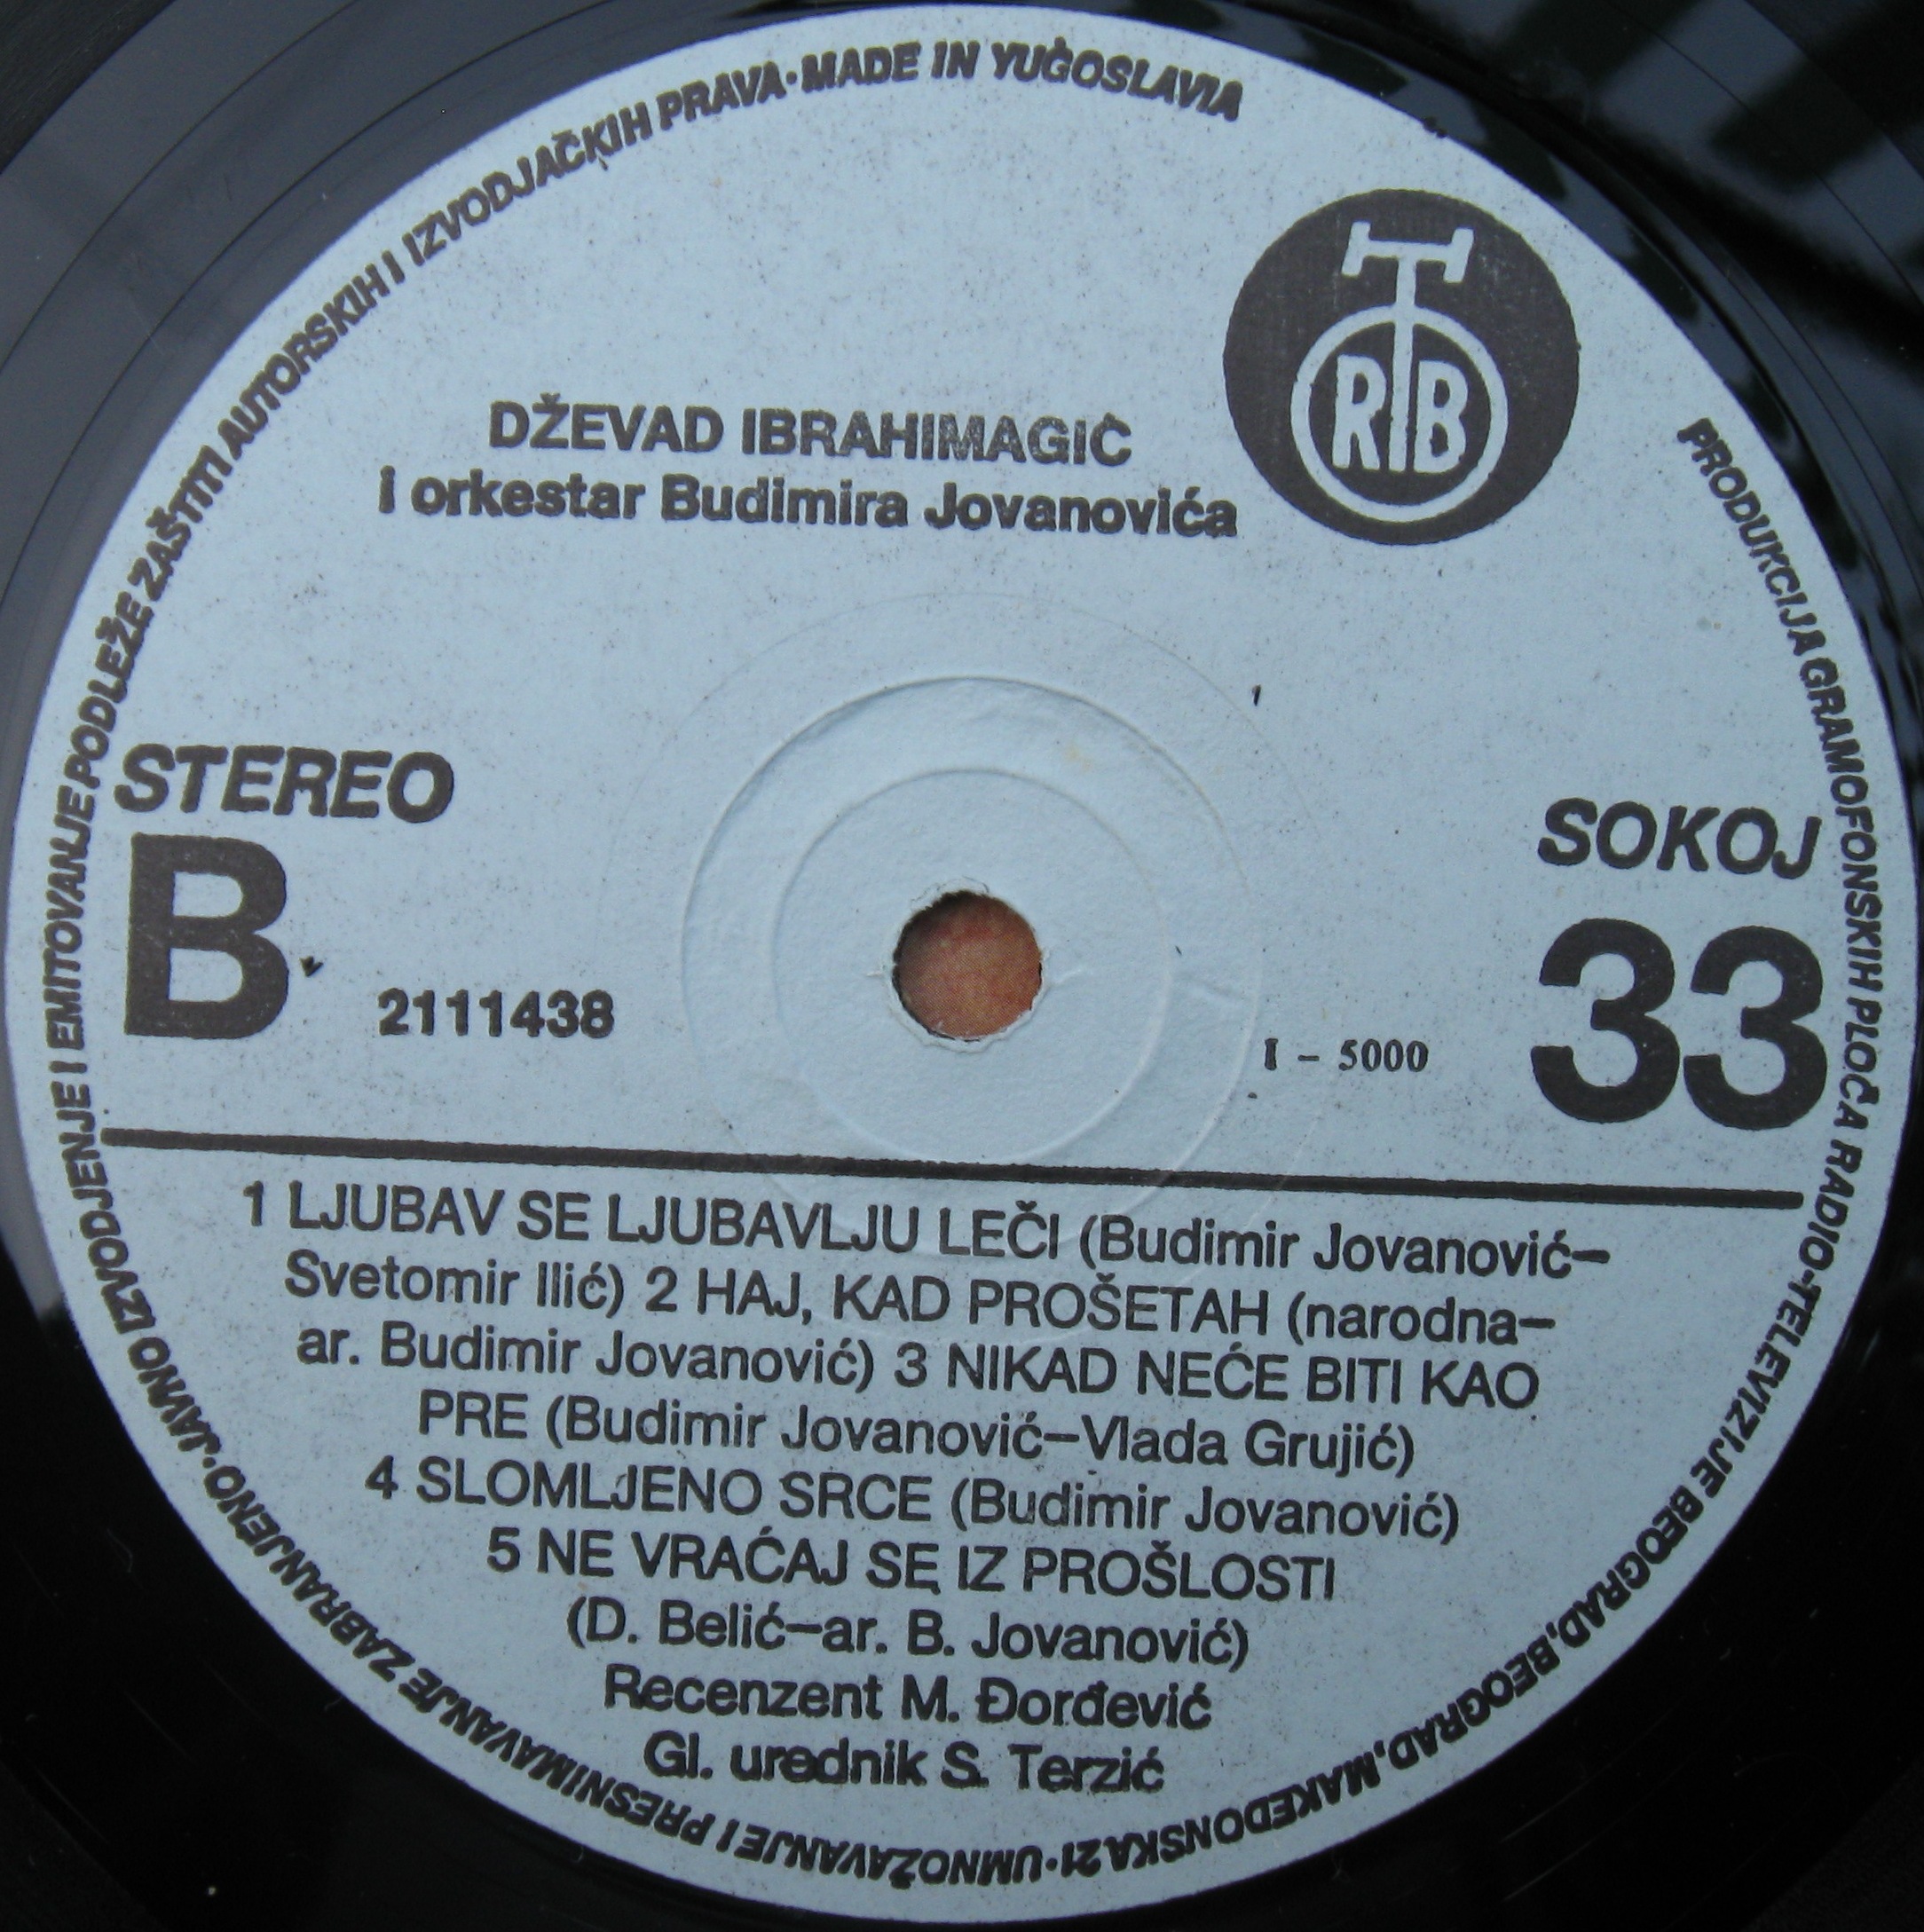 PRODUKCIJA GRAMOFONSKIH PLOČA RADIO-TELEVIZIJE BEOGRAD, BEOGRAD, MAKEDONSKA 21 · UMNOŽAVANJE I PRESNIMAVANJE ZABRANJENO · JAVNO IZVODJENJE I EMITOVANJE PODLEŽE ZAŠTITI AUTORSKIH I IZVODJAČKIH PRAVA · MADE IN YUGOSLAVIA
RTB
DŽEVAD IBRAHIMAGIĆ
i orkestar Budimira Jovanovića
STEREO
SOKOJ
B
33
2111438
I – 5000
1 LJUBAV SE LJUBAVLJU LEČI (Budimir Jovanović–
Svetomir Ilić) 2 HAJ, KAD PROŠETAH (narodna–
ar. Budimir Jovanović) 3 NIKAD NEĆE BITI KAO
PRE (Budimir Jovanović–Vlada Grujić)
4 SLOMLJENO SRCE (Budimir Jovanović)
5 NE VRAĆAJ SE IZ PROŠLOSTI
(D. Belić–ar. B. Jovanović)
Recenzent M. Đorđević
Gl. urednik S. Terzić